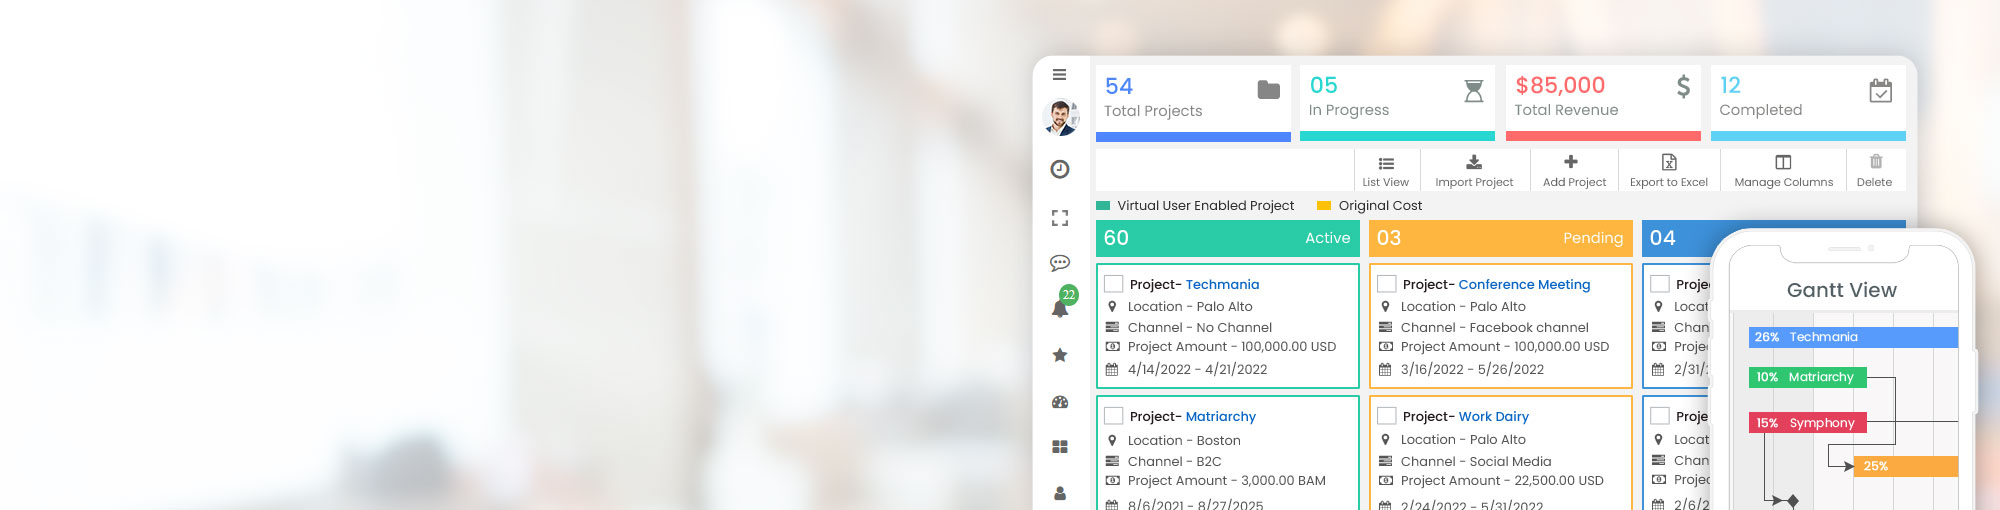 54
Total Projects
05
In Progress
$85,000
Total Revenue
12
Completed
List View
Import Project
Add Project
Export to Excel
Manage Columns
Delete
Virtual User Enabled Project
Original Cost
22
60 Active
Project- Techmania
Location - Palo Alto
Channel - No Channel
Project Amount - 100,000.00 USD
4/14/2022 - 4/21/2022
Project- Matriarchy
Location - Boston
Channel - B2C
Project Amount - 3,000.00 BAM
8/6/2021 - 8/27/2025
03 Pending
Project- Conference Meeting
Location - Palo Alto
Channel - Facebook channel
Project Amount - 100,000.00 USD
3/16/2022 - 5/26/2022
Project- Work Dairy
Location - Palo Alto
Channel - Social Media
Project Amount - 22,500.00 USD
2/24/2022 - 5/31/2022
04
Proje
Locat
Chan
Projec
2/31/2
Proje
Locat
Chan
Projec
2/6/2
Gantt View
26% Techmania
10% Matriarchy
15% Symphony
25%